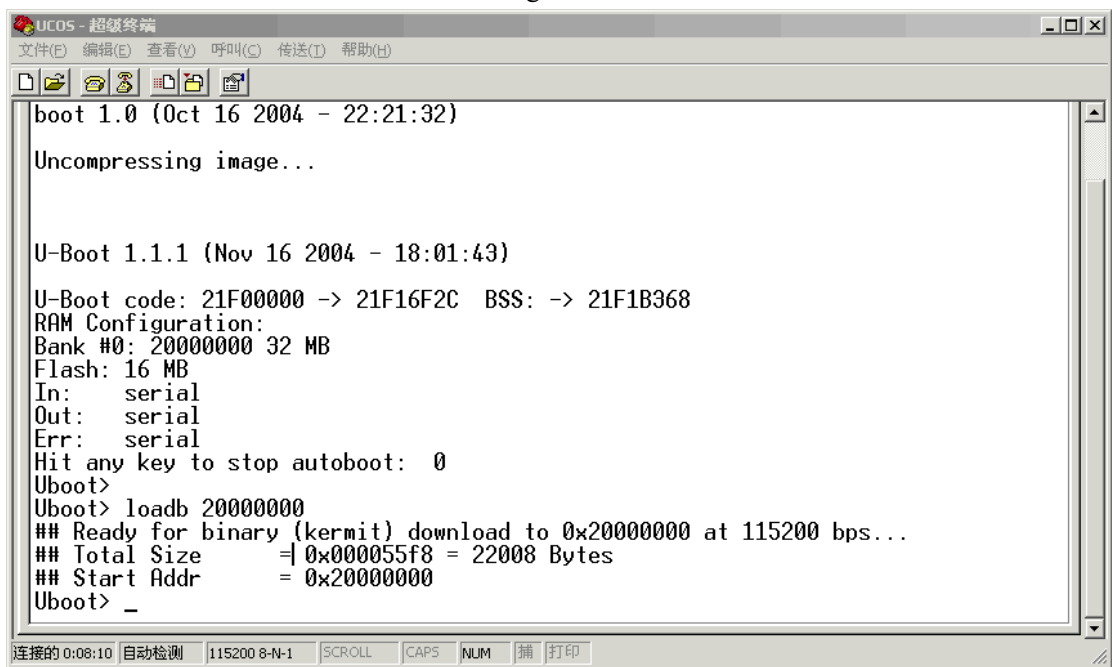 UCOS - 超级终端
文件(F) 编辑(E) 查看(V) 呼叫(C) 传送(T) 帮助(H)
boot 1.0 (Oct 16 2004 - 22:21:32)
Uncompressing image...
U-Boot 1.1.1 (Nov 16 2004 - 18:01:43)
U-Boot code: 21F00000 -> 21F16F2C  BSS: -> 21F1B368
RAM Configuration:
Bank #0: 20000000 32 MB
Flash: 16 MB
In:    serial
Out:   serial
Err:   serial
Hit any key to stop autoboot:  0
Uboot>
Uboot> loadb 20000000
## Ready for binary (kermit) download to 0x20000000 at 115200 bps...
## Total Size      = 0x000055f8 = 22008 Bytes
## Start Addr      = 0x20000000
Uboot> _
连接的 0:08:10 自动检测 115200 8-N-1 SCROLL CAPS NUM 捕 打印